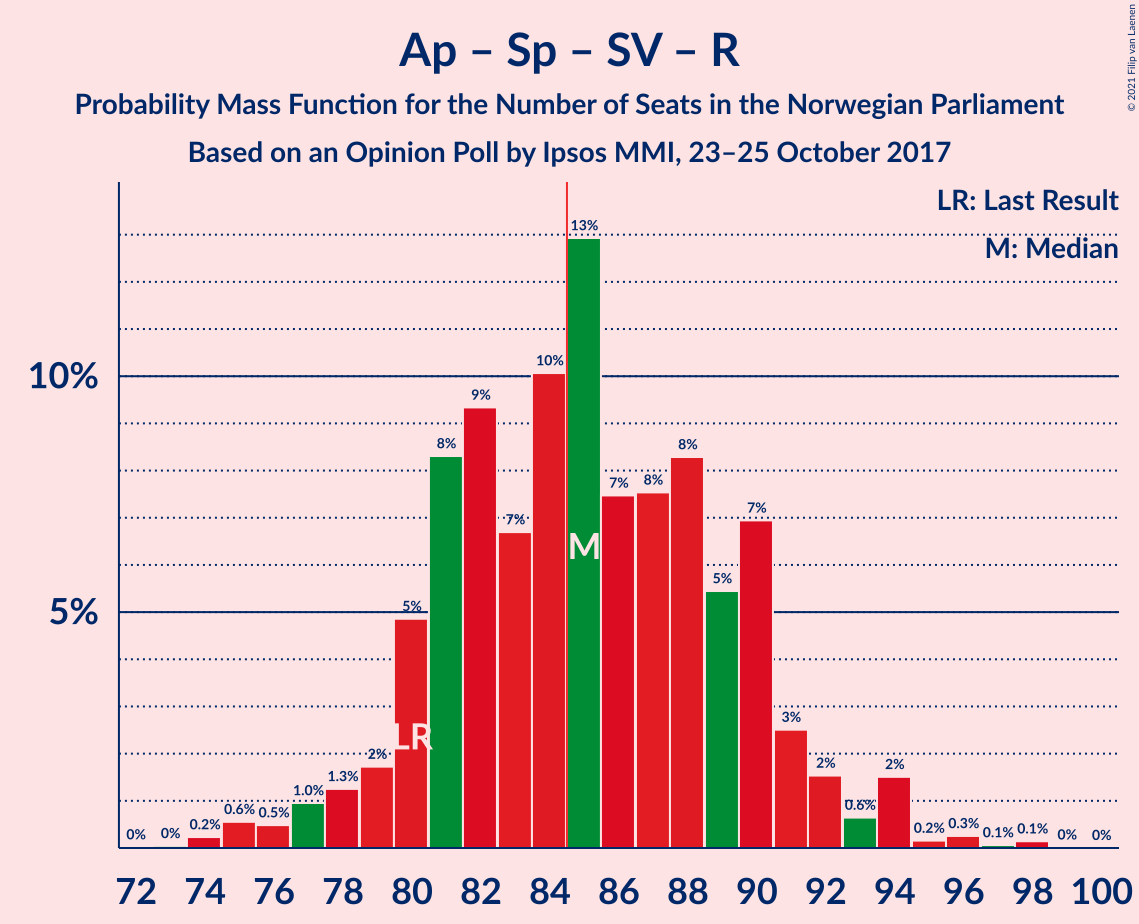 Ap – Sp – SV – R
Probability Mass Function for the Number of Seats in the Norwegian Parliament
Based on an Opinion Poll by Ipsos MMI, 23–25 October 2017
© 2021 Filip van Laenen
LR: Last Result
M: Median
10%
5%
0% 0% 0.2% 0.6% 0.5% 1.0% 1.3% 2% 5% 8% 9% 7% 10% 13% 7% 8% 8% 5% 7% 3% 2% 0.6% 2% 0.2% 0.3% 0.1% 0.1% 0% 0%
LR
M
72 74 76 78 80 82 84 86 88 90 92 94 96 98 100